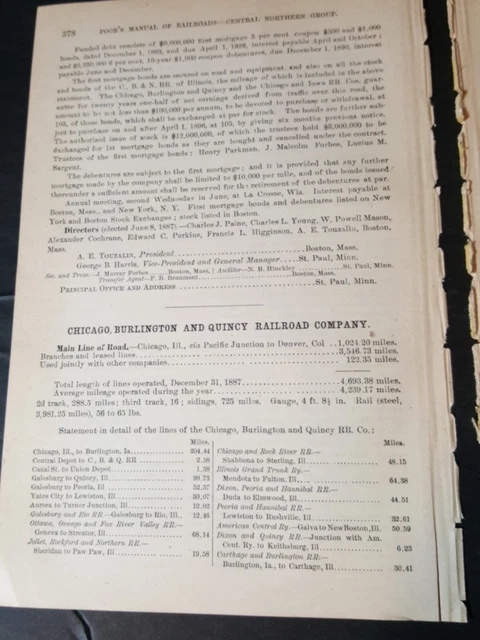 378 POOR'S MANUAL OF RAILROADS—CENTRAL NORTHERN GROUP.
Funded debt consists of $9,000,000 first mortgage 5 per cent coupon $500 and $1,000
bonds, dated December 1, 1885, and due April 1, 1926, interest payable April and October;
and $2,250,000 6 per cent. 10-year $1,000 coupon debentures, due December 1, 1896, interest
payable June and December.
The first mortgage bonds are secured on road and equipment, and also on all the stock
and bonds of the C., B. & N. RR. of Illinois, the mileage of which is included in the above
statement. The Chicago, Burlington and Quincy and the Chicago and Iowa RR. Cos. guar-
antee for twenty years one-half of net earnings derived from traffic over this road, the
amount to be not less than $100,000 per annum, to be devoted to purchase or withdrawal, at
105, of those bonds, which shall be exchanged at par for stock. The bonds are further sub-
ject to purchase on and after April 1, 1896, at 105, by giving six months previous notice.
The authorized issue of stock is $12,000,000, of which the trustees hold $3,000,000 to be
exchanged for 1st mortgage bonds as they are bought and cancelled under the contract.
Trustees of the first mortgage bonds: Henry Parkman, J. Malcolm Forbes, Lucius M.
Sargent.
The debentures are subject to the first mortgage; and it is provided that any further
mortgage made by the company shall be limited to $10,000 per mile, and of the bonds issued
thereunder a sufficient amount shall be reserved for the retirement of the debentures at par.
Annual meeting, second Wednesday in June, at La Crosse, Wis. Interest payable at
Boston, Mass., and New York, N. Y. First mortgage bonds and debentures listed on New
York and Boston Stock Exchanges; stock listed in Boston.
Directors (elected June 8, 1887).—Charles J. Paine, Charles L. Young, W. Powell Mason,
Alexander Cochrane, Edward C. Perkins, Francis L. Higginson, A. E. Touzalin, Boston,
Mass.
A. E. TOUZALIN, President.....Boston, Mass.
George B. Harris, Vice-President and General Manager.....St. Paul, Minn.
Sec. and Treas.—J. Murray Forbes.....Boston, Mass. | Auditor—N. D. Hinckley.....St. Paul, Minn.
Transfer Agent—F. B. Beaumont.....Boston, Mass.
PRINCIPAL OFFICE AND ADDRESS.....St. Paul, Minn.
CHICAGO, BURLINGTON AND QUINCY RAILROAD COMPANY.
Main Line of Road.—Chicago, Ill., via Pacific Junction to Denver, Col..1,024.20 miles.
Branches and leased lines.....3,546.73 miles.
Used jointly with other companies.....122.35 miles.
Total length of lines operated, December 31, 1887.....4,693.38 miles.
Average mileage operated during the year.....4,239.17 miles.
2d track, 288.5 miles; third track, 16; sidings, 725 miles. Gauge, 4 ft. 8½ in. Rail (steel,
3,981.25 miles), 56 to 65 lbs.
Statement in detail of the lines of the Chicago, Burlington and Quincy RR. Co.:
Miles.
Chicago, Ill., to Burlington, Ia.....204.44
Central Depot to C., B. & Q. RR.....2.38
Canal St. to Union Depot.....1.38
Galesburg to Quincy, Ill.....99.73
Galesburg to Peoria, Ill.....52.57
Yates City to Lewiston, Ill.....30.07
Aurora to Turner Junction, Ill.....12.02
Galesburg and Rio RR.—Galesburg to Rio, Ill..12.46
Ottawa, Oswego and Fox River Valley RR.—
Geneva to Streator, Ill.....68.14
Joliet, Rockford and Northern RR.—
Sheridan to Paw Paw, Ill.....19.58
Miles.
Chicago and Rock River RR.—
Shabbona to Sterling, Ill.....48.15
Illinois Grand Trunk Ry.—
Mendota to Fulton, Ill.....64.38
Dixon, Peoria and Hannibal RR.—
Duda to Elmwood, Ill.....44.51
Peoria and Hannibal RR.—
Lewiston to Rushville, Ill.....32.61
American Central Ry.—Galva to New Boston, Ill. 50.59
Dixon and Quincy RR.—Junction with Am.
Cent. Ry. to Keithsburg, Ill.....6.23
Carthage and Burlington RR.—
Burlington, Ia., to Carthage, Ill.....30.41